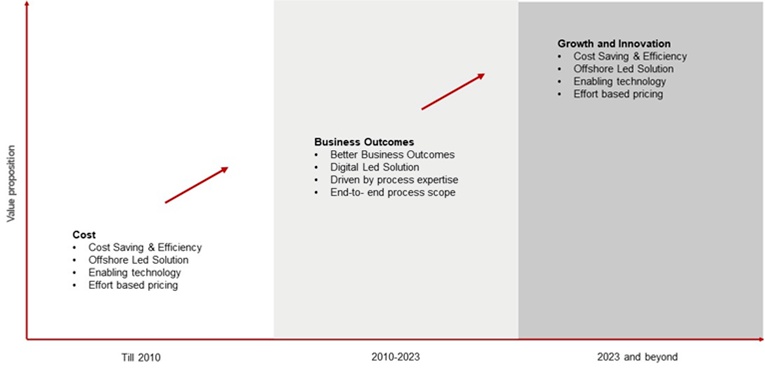 Growth and Innovation
• Cost Saving & Efficiency
• Offshore Led Solution
• Enabling technology
• Effort based pricing
Business Outcomes
• Better Business Outcomes
• Digital Led Solution
• Driven by process expertise
• End-to- end process scope
Value proposition
Cost
• Cost Saving & Efficiency
• Offshore Led Solution
• Enabling technology
• Effort based pricing
Till 2010
2010-2023
2023 and beyond